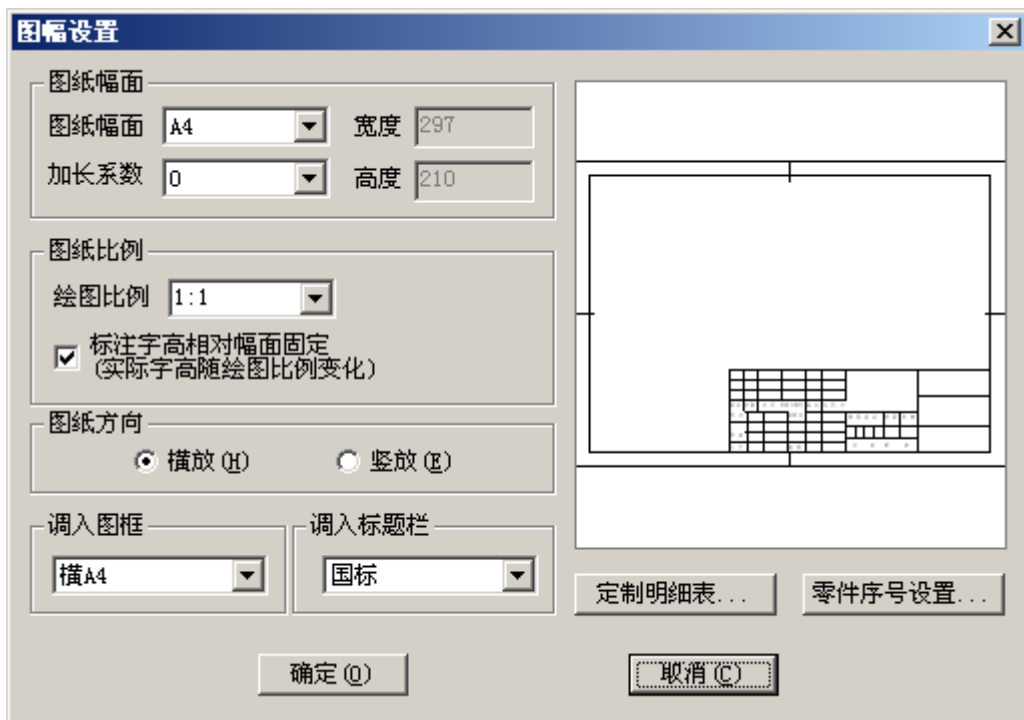 图幅设置
图纸幅面
图纸幅面 A4 宽度 297
加长系数 0 高度 210
图纸比例
绘图比例 1:1
标注字高相对幅面固定
(实际字高随绘图比例变化)
图纸方向
横放(H) 竖放(E)
调入图框 调入标题栏
横A4 国标
定制明细表... 零件序号设置...
确定(O) 取消(C)